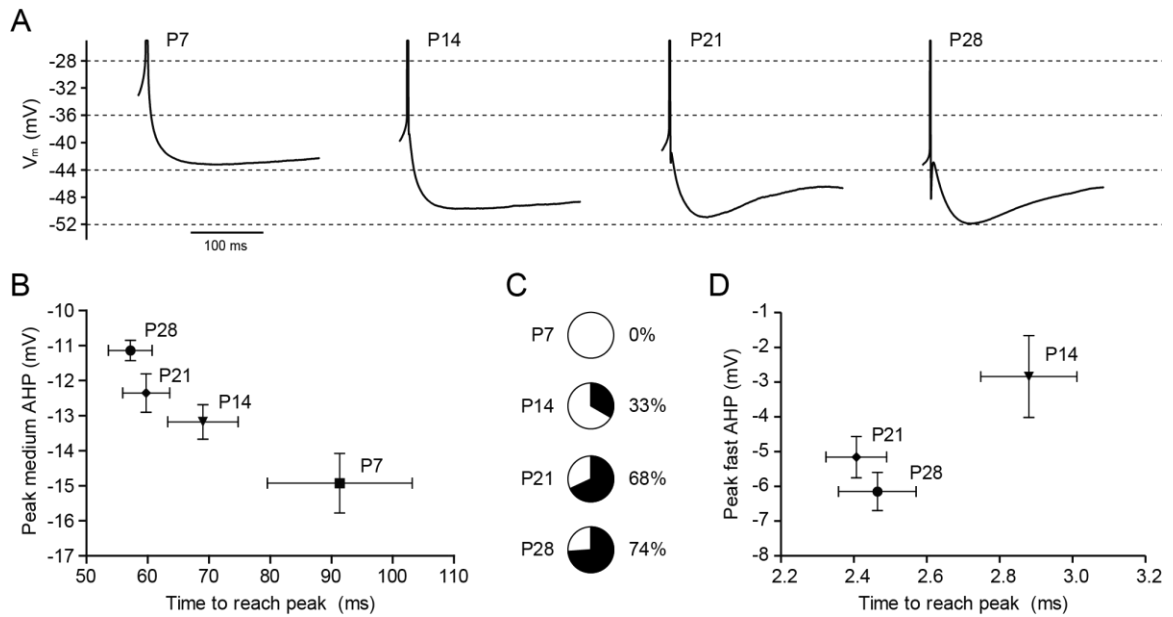 A
P7 P14 P21 P28
Vm (mV)
-28
-32
-36
-40
-44
-48
-52
100 ms
B
Peak medium AHP (mV)
-10
-11
-12
-13
-14
-15
-16
-17
P28
P21
P14
P7
50 60 70 80 90 100 110
Time to reach peak (ms)
C
P7 0%
P14 33%
P21 68%
P28 74%
D
Peak fast AHP (mV)
-1
-2
-3
-4
-5
-6
-7
-8
P14
P21
P28
2.2 2.4 2.6 2.8 3.0 3.2
Time to reach peak (ms)